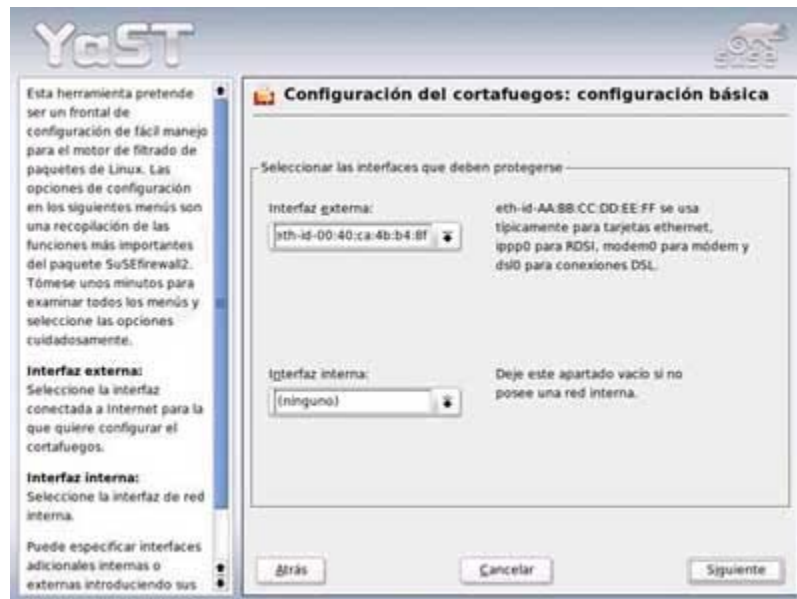 YaST
SuSE
Esta herramienta pretende
ser un frontal de
configuración de fácil manejo
para el motor de filtrado de
paquetes de Linux. Las
opciones de configuración
en los siguientes menús son
una recopilación de las
funciones más importantes
del paquete SuSEfirewall2.
Tómese unos minutos para
examinar todos los menús y
seleccione las opciones
cuidadosamente.
Interfaz externa:
Seleccione la interfaz
conectada a Internet para la
que quiere configurar el
cortafuegos.
Interfaz interna:
Seleccione la interfaz de red
interna.
Puede especificar interfaces
adicionales internas o
externas introduciendo sus
Configuración del cortafuegos: configuración básica
Seleccionar las interfaces que deben protegerse
Interfaz externa:
eth-id-00:40:ca:4b:b4:8f
eth-id-AA:BB:CC:DD:EE:FF se usa
típicamente para tarjetas ethernet,
ippp0 para RDSI, modem0 para módem y
dsl0 para conexiones DSL.
Interfaz interna:
(ninguno)
Deje este apartado vacío si no
posee una red interna.
Atrás
Cancelar
Siguiente